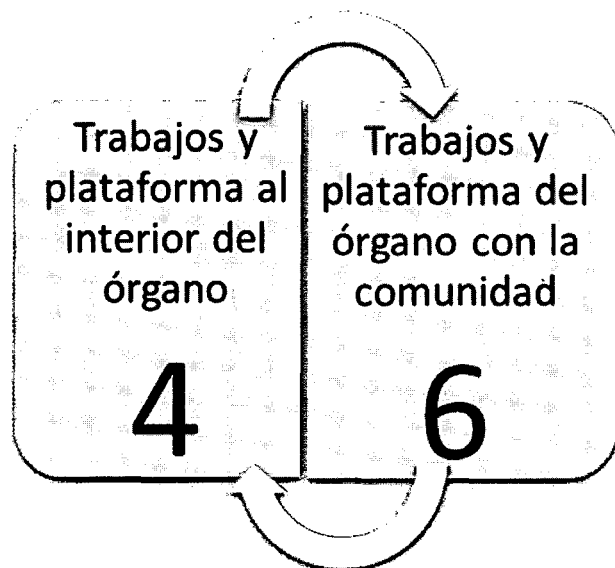 Trabajos y
plataforma al
interior del
órgano
4
Trabajos y
plataforma del
órgano con la
comunidad
6